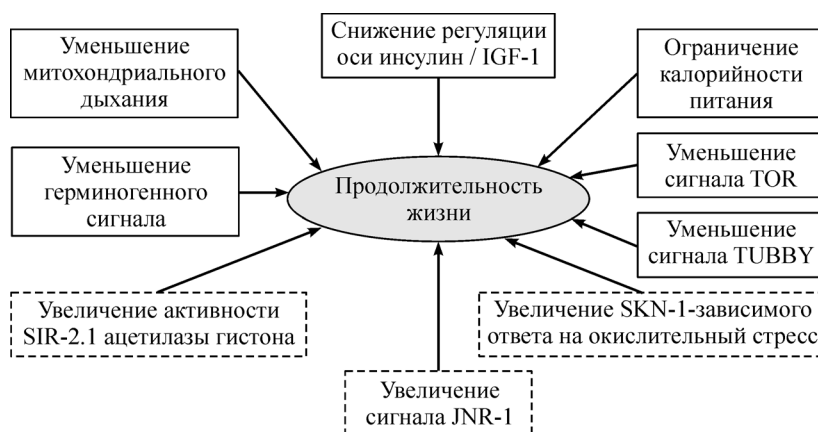 Уменьшение
митохондриального
дыхания
Снижение регуляции
оси инсулин / IGF-1
Ограничение
калорийности
питания
Уменьшение
герминогенного
сигнала
Продолжительность
жизни
Уменьшение
сигнала TOR
Уменьшение
сигнала TUBBY
Увеличение активности
SIR-2.1 ацетилазы гистона
Увеличение
сигнала JNR-1
Увеличение SKN-1-зависимого
ответа на окислительный стресс